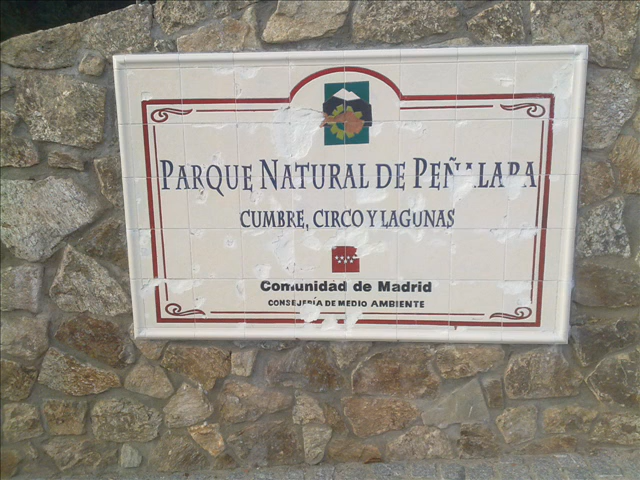 PARQUE NATURAL DE PEÑALARA
CUMBRE, CIRCO Y LAGUNAS
Comunidad de Madrid
CONSEJERÍA DE MEDIO AMBIENTE